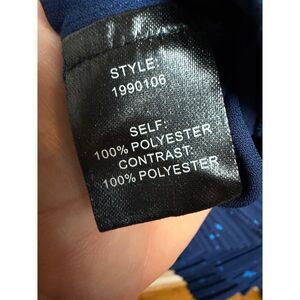 STYLE:
1990106
SELF:
100% POLYESTER
CONTRAST:
100% POLYESTER